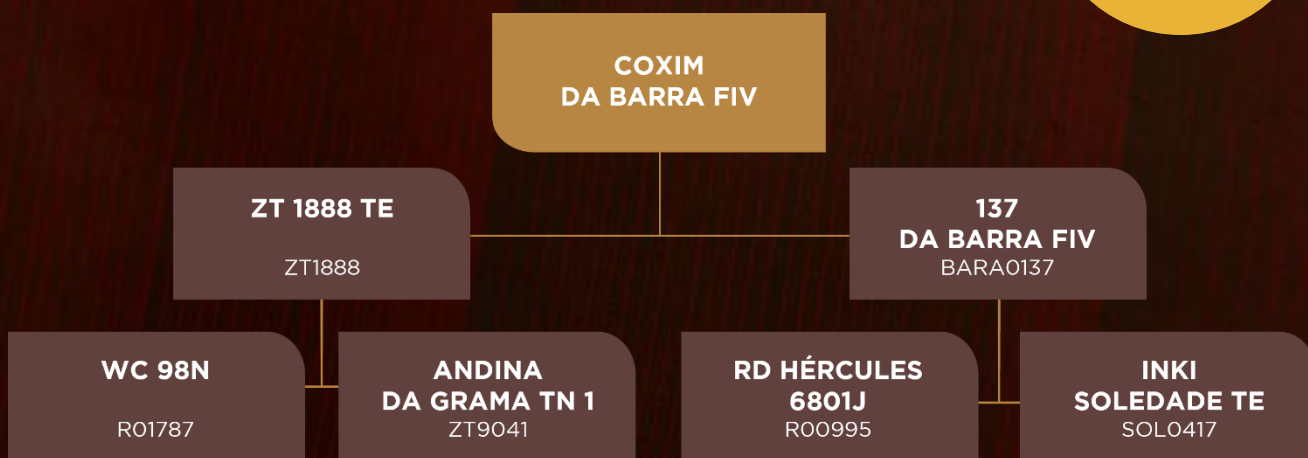 COXIM
DA BARRA FIV
ZT 1888 TE
ZT1888
137
DA BARRA FIV
BARA0137
WC 98N
R01787
ANDINA
DA GRAMA TN 1
ZT9041
RD HÉRCULES
6801J
R00995
INKI
SOLEDADE TE
SOL0417